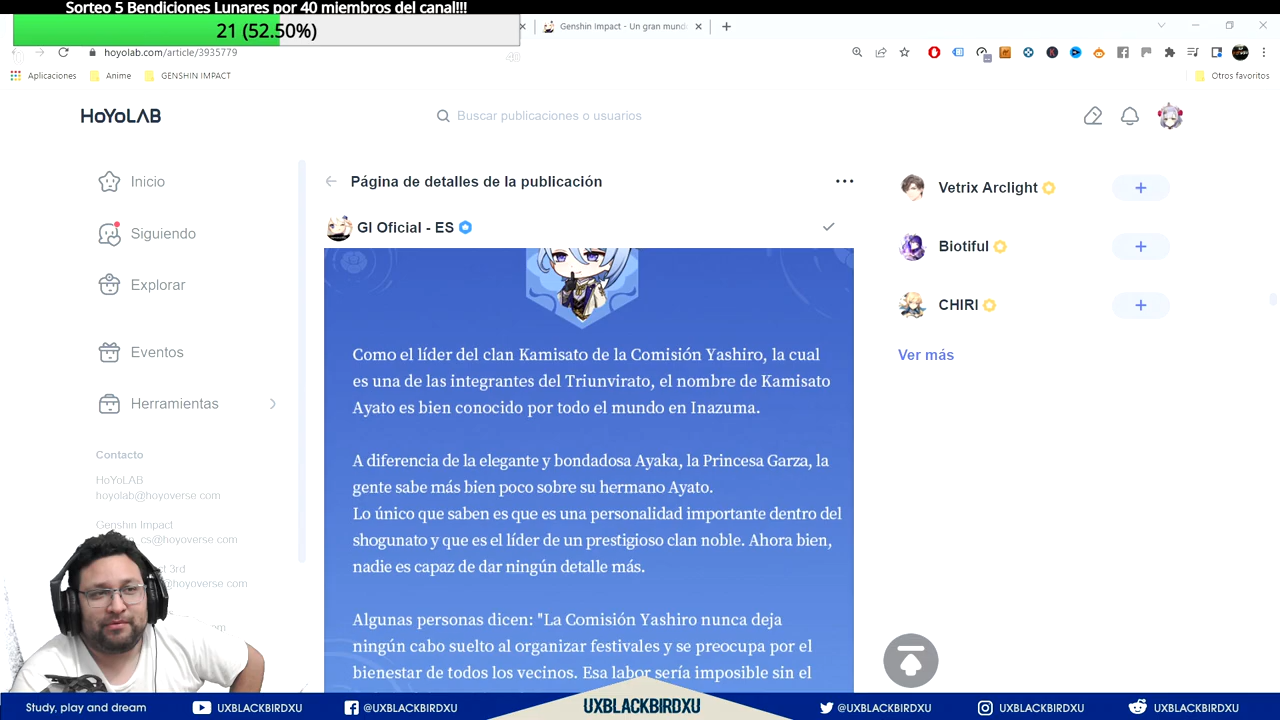 Sorteo 5 Bendiciones Lunares por 40 miembros del canal!!!
21 (52.50%)
40
Genshin Impact - Un gran mund
hoyolab.com/article/3935779
Aplicaciones
Anime
GENSHIN IMPACT
Otros favoritos
HoYoLAB
Buscar publicaciones o usuarios
Inicio
Siguiendo
Explorar
Eventos
Herramientas
Contacto
HoYoLAB
hoyolab@hoyoverse.com
Genshin Impact
cs@hoyoverse.com
3rd
@hoyoverse.com
Página de detalles de la publicación
GI Oficial - ES
Como el líder del clan Kamisato de la Comisión Yashiro, la cual
es una de las integrantes del Triunvirato, el nombre de Kamisato
Ayato es bien conocido por todo el mundo en Inazuma.
A diferencia de la elegante y bondadosa Ayaka, la Princesa Garza, la
gente sabe más bien poco sobre su hermano Ayato.
Lo único que saben es que es una personalidad importante dentro del
shogunato y que es el líder de un prestigioso clan noble. Ahora bien,
nadie es capaz de dar ningún detalle más.
Algunas personas dicen: "La Comisión Yashiro nunca deja
ningún cabo suelto al organizar festivales y se preocupa por el
bienestar de todos los vecinos. Esa labor sería imposible sin el
Vetrix Arclight
Biotiful
CHIRI
Ver más
Study, play and dream
UXBLACKBIRDXU
@UXBLACKBIRDXU
UXBLACKBIRDXU
@UXBLACKBIRDXU
UXBLACKBIRDXU
UXBLACKBIRDXU